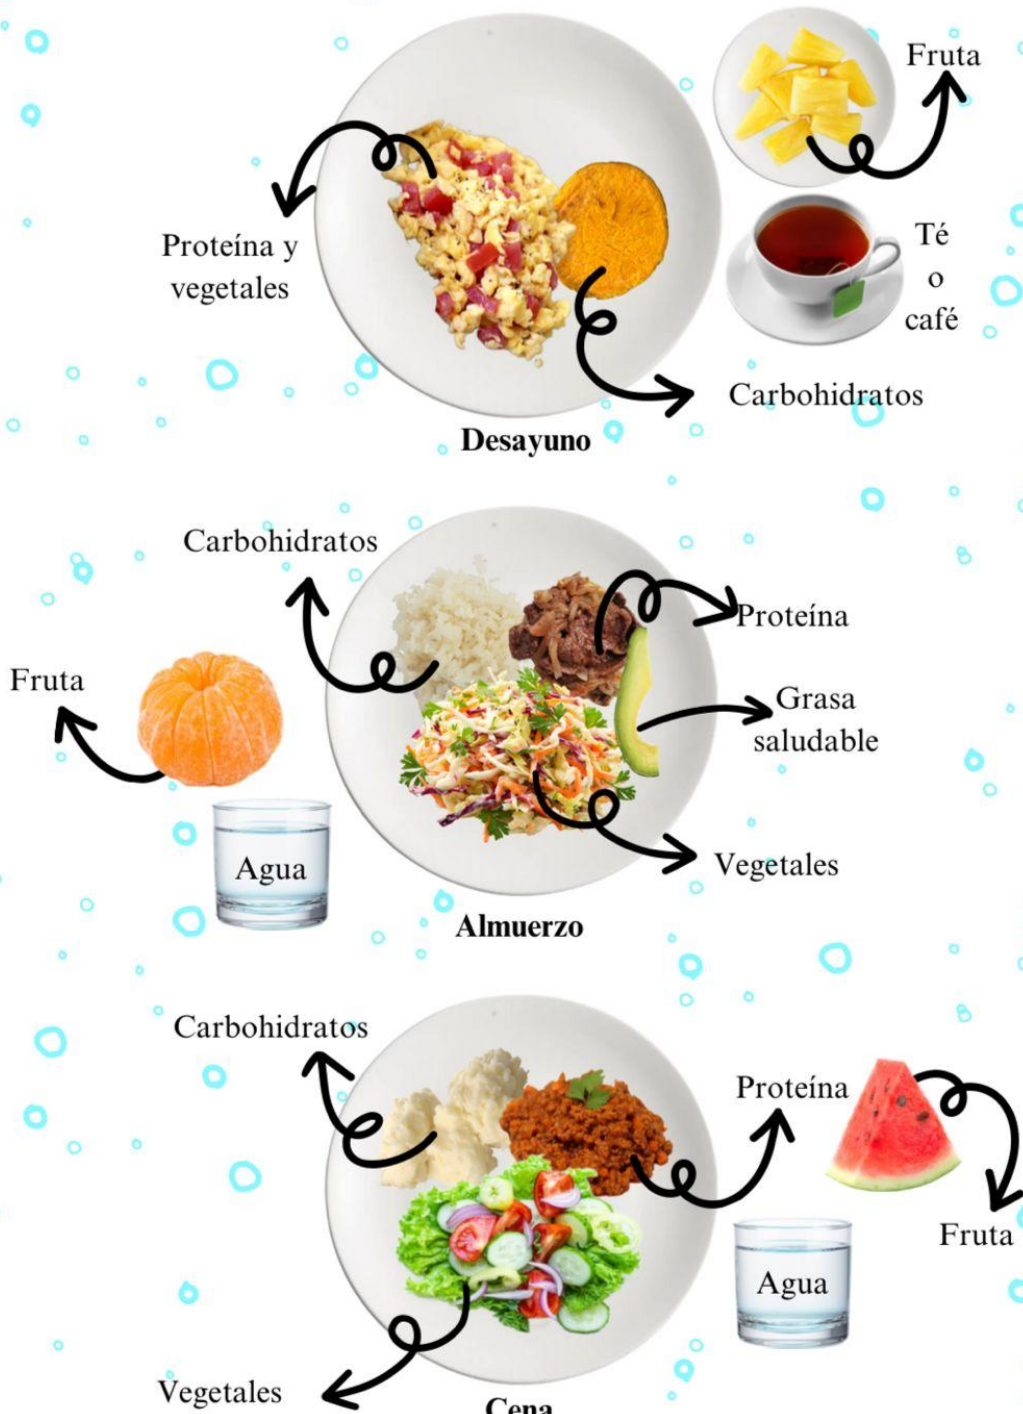 Fruta
Proteína y
vegetales
Té
o
café
Carbohidratos
Desayuno
Carbohidratos
Proteína
Fruta
Grasa
saludable
Agua
Vegetales
Almuerzo
Carbohidratos
Proteína
Fruta
Agua
Vegetales
Cena